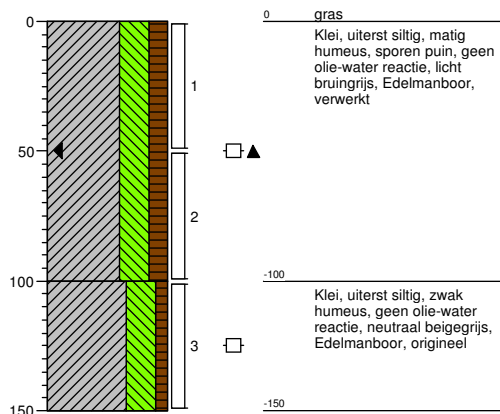 0
0
gras
Klei, uiterst siltig, matig
humeus, sporen puin, geen
olie-water reactie, licht
bruingrijs, Edelmanboor,
verwerkt
1
50
2
100
-100
Klei, uiterst siltig, zwak
humeus, geen olie-water
reactie, neutraal beigegrijs,
Edelmanboor, origineel
3
150
-150